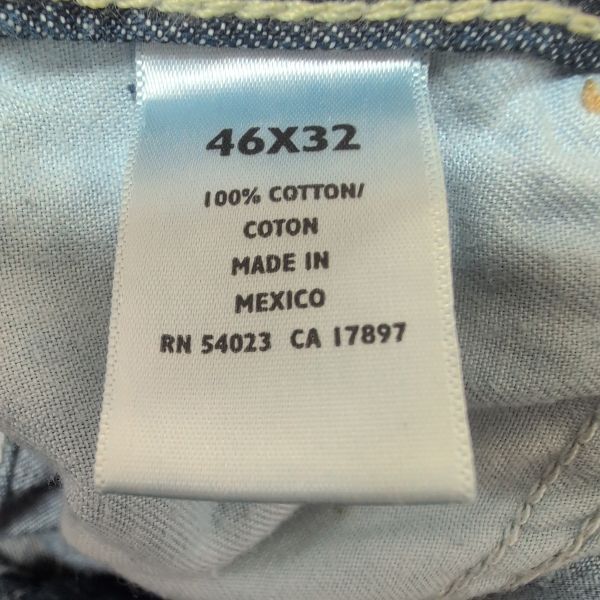 46X32
100% COTTON/
COTON
MADE IN
MEXICO
RN 54023 CA 17897